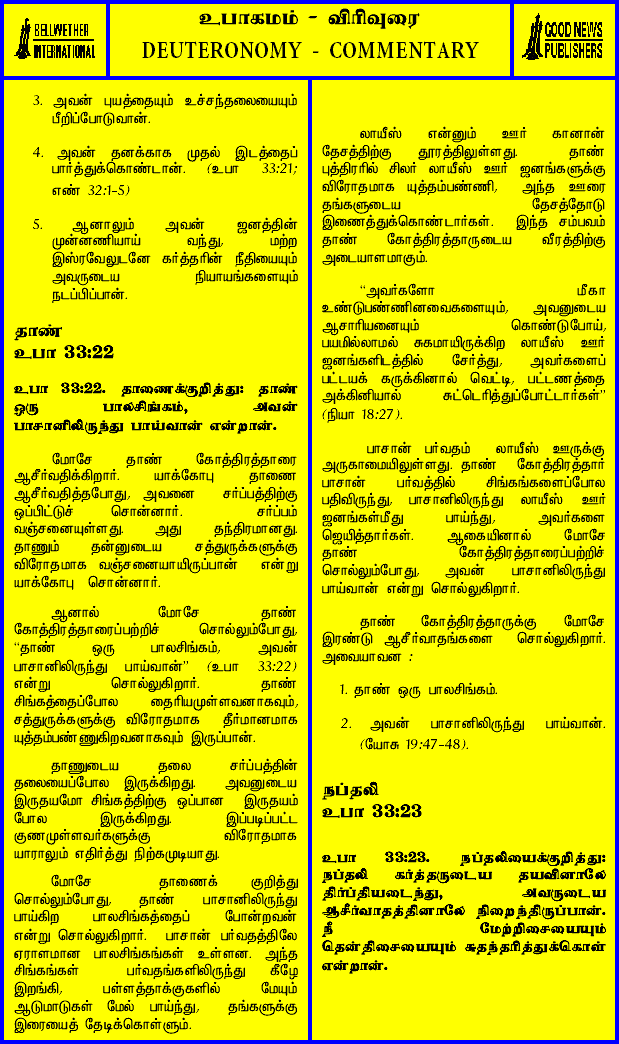 BELLWETHER
INTERNATIONAL
உபாகமம் - விரிவுரை
DEUTERONOMY - COMMENTARY
GOOD NEWS
PUBLISHERS
3. அவன் புயத்தையும் உச்சந்தலையையும்
பீறிப்போடுவான்.
4. அவன் தனக்காக முதல் இடத்தைப்
பார்த்துக்கொண்டான். (உபா 33:21;
எண் 32:1-5)
5. ஆனாலும் அவன் ஜனத்தின்
முன்னணியாய் வந்து, மற்ற
இஸ்ரவேலுடனே கர்த்தரின் நீதியையும்
அவருடைய நியாயங்களையும்
நடப்பிப்பான்.
தாண்
உபா 33:22
உபா 33:22. தாணைக்குறித்து: தாண்
ஒரு பாலசிங்கம், அவன்
பாசானிலிருந்து பாய்வான் என்றான்.
மோசே தாண் கோத்திரத்தாரை
ஆசீர்வதிக்கிறார். யாக்கோபு தாணை
ஆசீர்வதித்தபோது, அவனை சர்ப்பத்திற்கு
ஒப்பிட்டுச் சொன்னார். சர்ப்பம்
வஞ்சனையுள்ளது. அது தந்திரமானது.
தாணும் தன்னுடைய சத்துருக்களுக்கு
விரோதமாக வஞ்சனையாயிருப்பான் என்று
யாக்கோபு சொன்னார்.
ஆனால் மோசே தாண்
கோத்திரத்தாரைப்பற்றிச் சொல்லும்போது,
“தாண் ஒரு பாலசிங்கம், அவன்
பாசானிலிருந்து பாய்வான்” (உபா 33:22)
என்று சொல்லுகிறார். தாண்
சிங்கத்தைப்போல தைரியமுள்ளவனாகவும்,
சத்துருக்களுக்கு விரோதமாக தீர்மானமாக
யுத்தம்பண்ணுகிறவனாகவும் இருப்பான்.
தாணுடைய தலை சர்ப்பத்தின்
தலையைப்போல இருக்கிறது. அவனுடைய
இருதயமோ சிங்கத்திற்கு ஒப்பான இருதயம்
போல இருக்கிறது. இப்படிப்பட்ட
குணமுள்ளவர்களுக்கு விரோதமாக
யாராலும் எதிர்த்து நிற்கமுடியாது.
மோசே தாணைக் குறித்து
சொல்லும்போது, தாண் பாசானிலிருந்து
பாய்கிற பாலசிங்கத்தைப் போன்றவன்
என்று சொல்லுகிறார். பாசான் பர்வதத்திலே
ஏராளமான பாலசிங்கங்கள் உள்ளன. அந்த
சிங்கங்கள் பர்வதங்களிலிருந்து கீழே
இறங்கி, பள்ளத்தாக்குகளில் மேயும்
ஆடுமாடுகள் மேல் பாய்ந்து, தங்களுக்கு
இரையைத் தேடிக்கொள்ளும்.
லாயீஸ் என்னும் ஊர் கானான்
தேசத்திற்கு தூரத்திலுள்ளது. தாண்
புத்திரரில் சிலர் லாயீஸ் ஊர் ஜனங்களுக்கு
விரோதமாக யுத்தம்பண்ணி, அந்த ஊரை
தங்களுடைய தேசத்தோடு
இணைத்துக்கொண்டார்கள். இந்த சம்பவம்
தாண் கோத்திரத்தாருடைய வீரத்திற்கு
அடையாளமாகும்.
“அவர்களோ மீகா
உண்டுபண்ணினவைகளையும், அவனுடைய
ஆசாரியனையும் கொண்டுபோய்,
பயமில்லாமல் சுகமாயிருக்கிற லாயீஸ் ஊர்
ஜனங்களிடத்தில் சேர்ந்து, அவர்களைப்
பட்டயக் கருக்கினால் வெட்டி, பட்டணத்தை
அக்கினியால் சுட்டெரித்துப்போட்டார்கள்”
(நியா 18:27).
பாசான் பர்வதம் லாயீஸ் ஊருக்கு
அருகாமையிலுள்ளது. தாண் கோத்திரத்தார்
பாசான் பர்வத்தில் சிங்கங்களைப்போல
பதிவிருந்து, பாசானிலிருந்து லாயீஸ் ஊர்
ஜனங்கள்மீது பாய்ந்து, அவர்களை
ஜெயித்தார்கள். ஆகையினால் மோசே
தாண் கோத்திரத்தாரைப்பற்றிச்
சொல்லும்போது, அவன் பாசானிலிருந்து
பாய்வான் என்று சொல்லுகிறார்.
தாண் கோத்திரத்தாருக்கு மோசே
இரண்டு ஆசீர்வாதங்களை சொல்லுகிறார்.
அவையாவன :
1. தாண் ஒரு பாலசிங்கம்.
2. அவன் பாசானிலிருந்து பாய்வான்.
(யோசு 19:47-48).
நப்தலி
உபா 33:23
உபா 33:23. நப்தலியைக்குறித்து:
நப்தலி கர்த்தருடைய தயவினாலே
திர்ப்தியடைந்து, அவருடைய
ஆசீர்வாதத்தினாலே நிறைந்திருப்பான்.
நீ மேற்றிசையையும்
தென்திசையையும் சுதந்தரித்துக்கொள்
என்றான்.